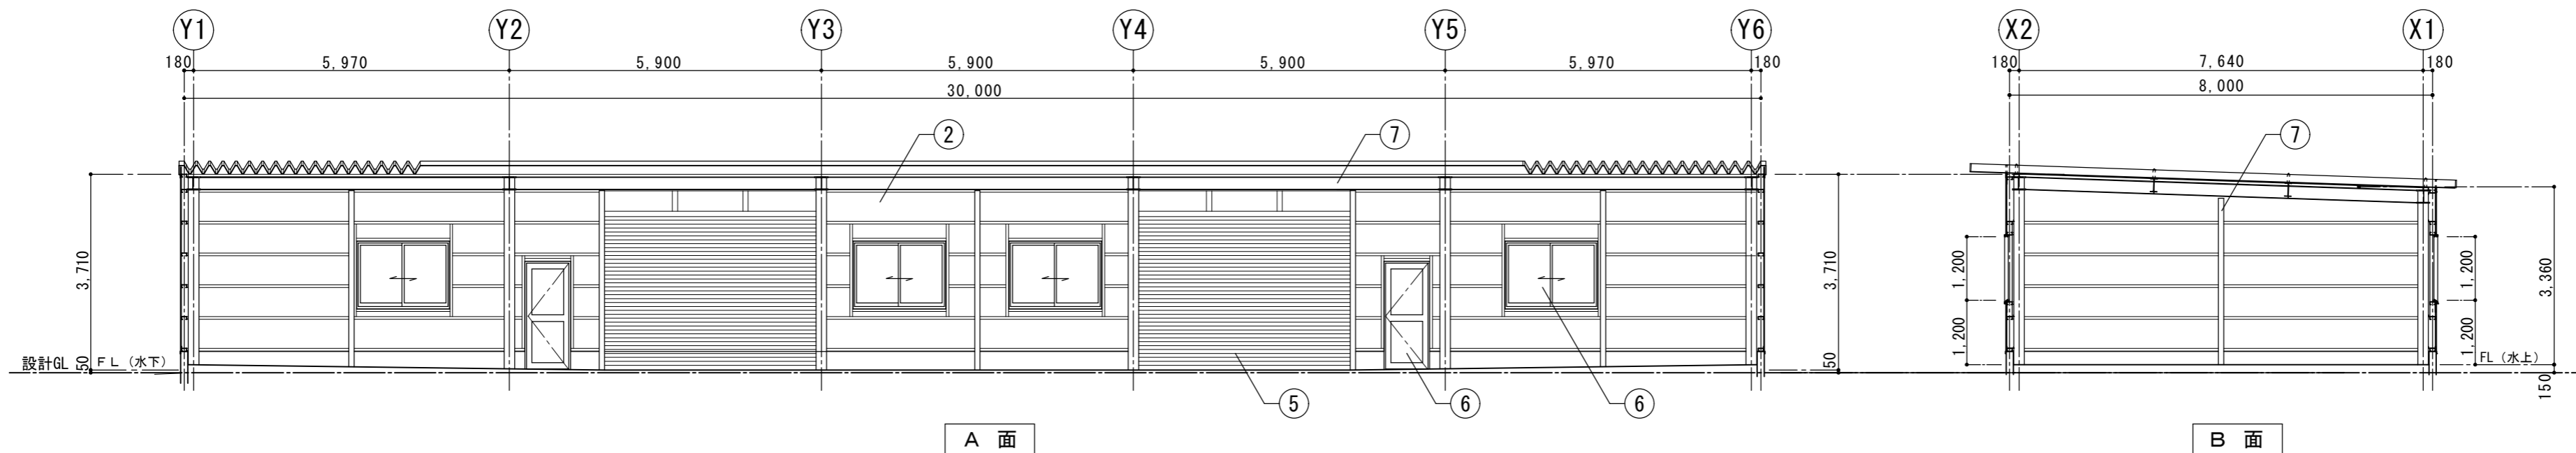 Y1 Y2 Y3 Y4 Y5 Y6 X2 X1
180 5,970 5,900 5,900 5,900 5,970 180 180 7,640 180
30,000 8,000
② ⑦ ⑦
3,710 3,710 1,200 1,200 3,360
1,200 1,200
設計GL 50 FL(水下) 50 FL(水上)
150
⑤ ⑥ ⑥
A 面 B 面